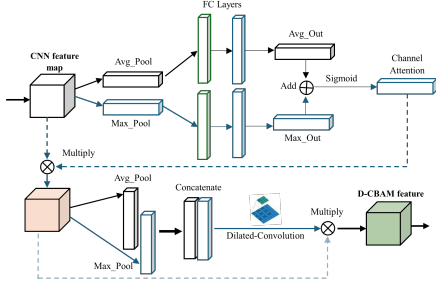 FC Layers
CNN feature
map
Avg_Pool
Avg_Out
Max_Pool
Add
Sigmoid
Channel
Attention
Max_Out
Multiply
Avg_Pool
Concatenate
D-CBAM feature
Multiply
Dilated-Convolution
Max_Pool